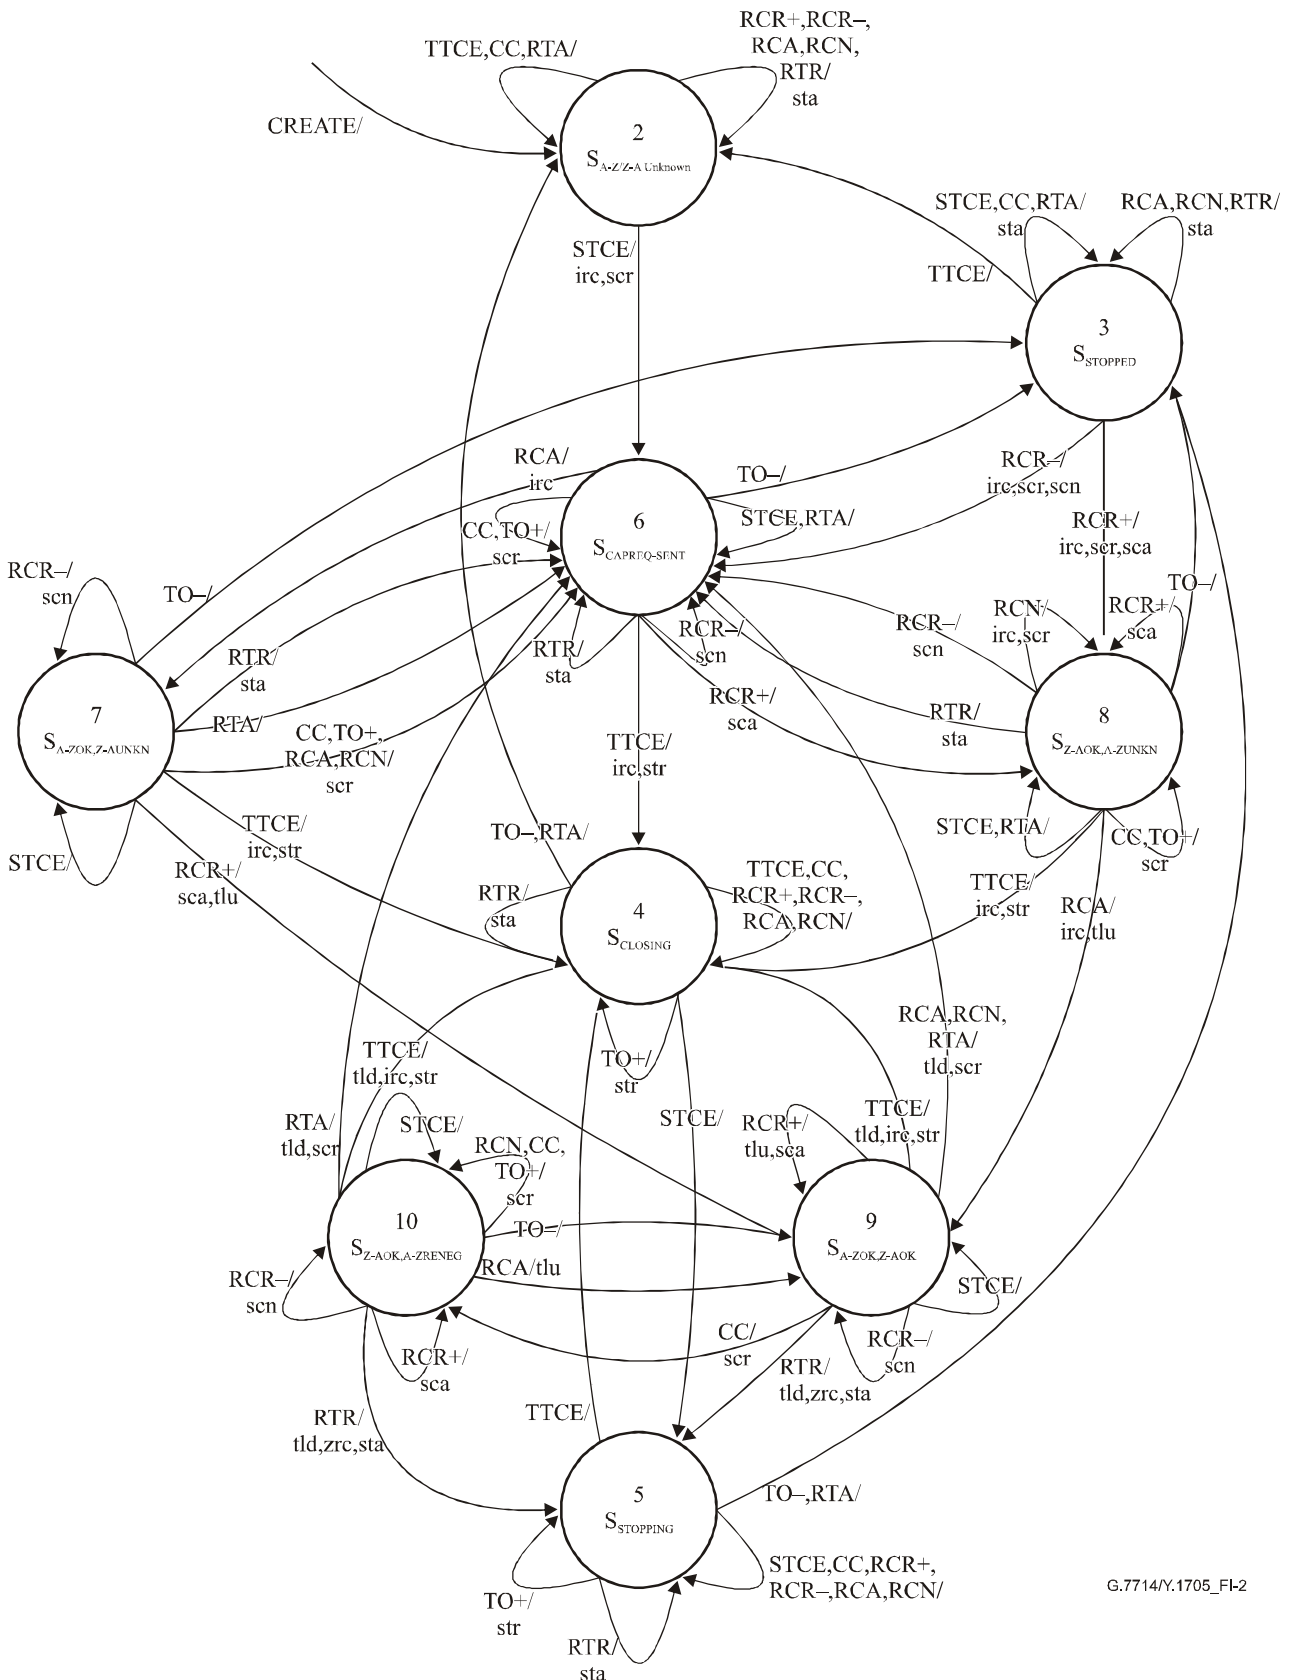 RCR+,RCR–,
RCA,RCN,
RTR/
sta
TTCE,CC,RTA/
CREATE/
2
S A-Z/Z-A Unknown
STCE/
irc,scr
STCE,CC,RTA/
sta
RCA,RCN,RTR/
sta
TTCE/
3
S STOPPED
RCA/
irc
TO–/
RCR–/
irc,scr,scn
CC,TO+/
scr
6
S CAPREQ-SENT
STCE,RTA/
RCR+/
irc,scr,sca
RCR–/
scn
TO–/
RTR/
sta
RTR/
sta
RCR–/
scn
RCR–/
scn
RCN/
irc,scr
RCR+/
sca
TO–/
7
S A-ZOK,Z-AUNKN
RTA/
CC,TO+,
RCA,RCN/
scr
RCR+/
sca
RTR/
sta
8
S Z-AOK,A-ZUNKN
TTCE/
irc,str
STCE/
TTCE/
irc,str
RCR+/
sca,tlu
TO–,RTA/
STCE,RTA/
CC,TO+/
scr
RTR/
sta
4
S CLOSING
TTCE,CC,
RCR+,RCR–,
RCA,RCN/
TTCE/
irc,str
RCA/
irc,tlu
TO+/
str
RCA,RCN,
RTA/
tld,scr
TTCE/
tld,irc,str
STCE/
RTA/
tld,scr
STCE/
RCN,CC,
TO+/
scr
RCR+/
tlu,sca
TTCE/
tld,irc,str
10
S Z-AOK,A-ZRENEG
TO–/
RCA/tlu
9
S A-ZOK,Z-AOK
STCE/
RCR–/
scn
RCR+/
sca
CC/
scr
RTR/
tld,zrc,sta
RCR–/
scn
RTR/
tld,zrc,sta
TTCE/
5
S STOPPING
TO–,RTA/
TO+/
str
RTR/
sta
STCE,CC,RCR+,
RCR–,RCA,RCN/
G.7714/Y.1705_FI-2